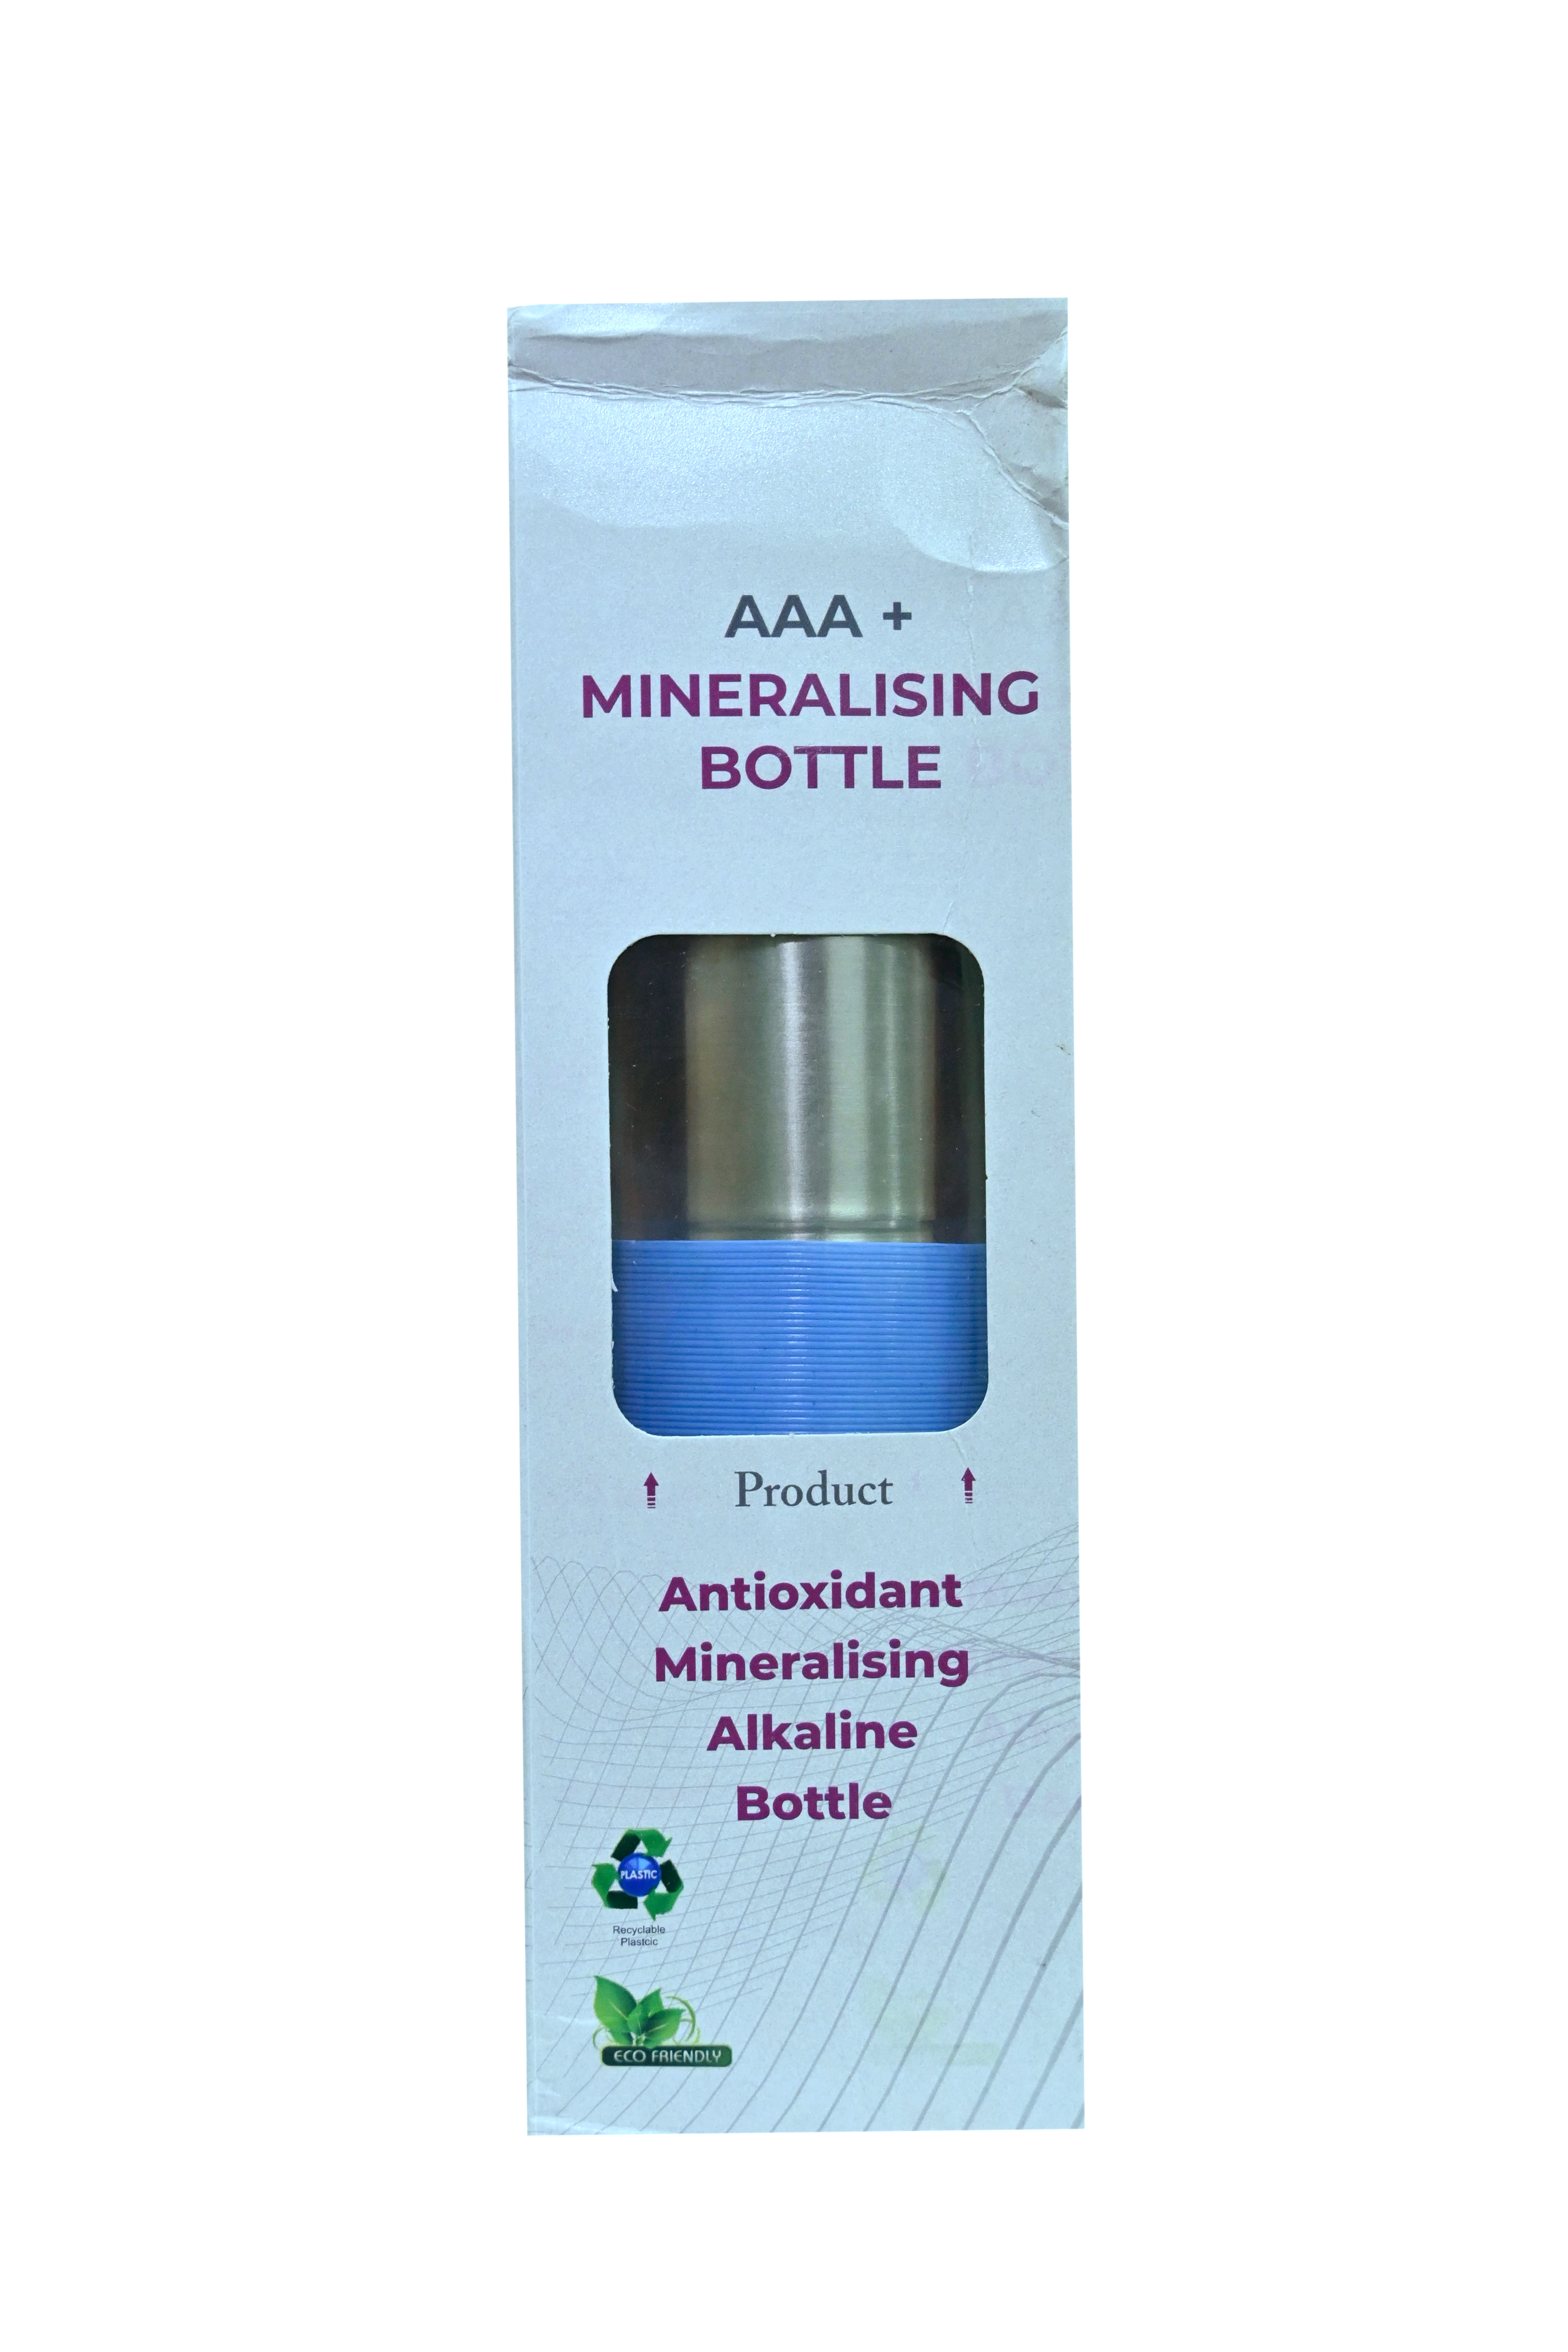 AAA +
MINERALISING
BOTTLE
Product
Antioxidant
Mineralising
Alkaline
Bottle
PLASTIC
Recyclable
Plastcic
ECO FRIENDLY